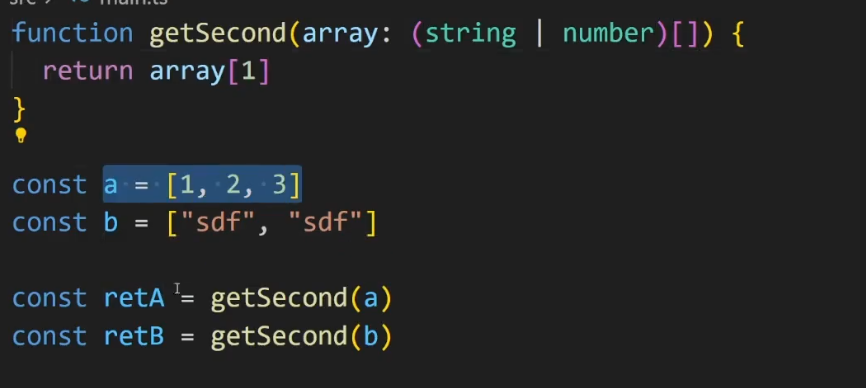 src > main.ts
function getSecond(array: (string | number)[]) {
return array[1]
}
const a = [1, 2, 3]
const b = ["sdf", "sdf"]
const retA = getSecond(a)
const retB = getSecond(b)